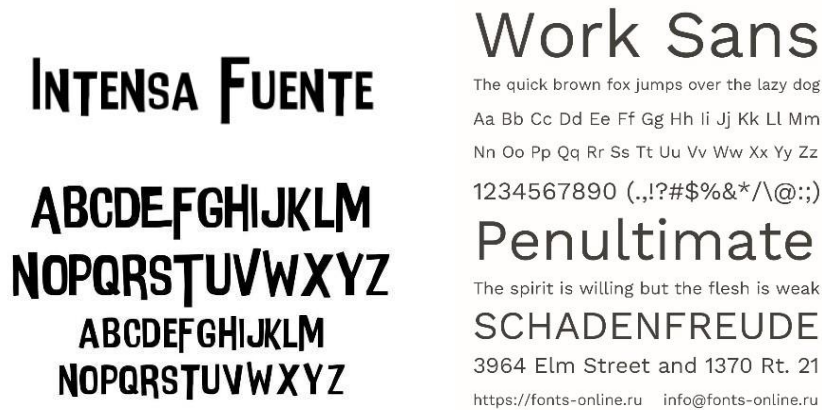 Intensa Fuente
ABCDEFGHIJKLM
NOPQRSTUVWXYZ
ABCDEFGHIJKLM
NOPQRSTUVWXYZ
Work Sans
The quick brown fox jumps over the lazy dog
Aa Bb Cc Dd Ee Ff Gg Hh Ii Jj Kk Ll Mm
Nn Oo Pp Qq Rr Ss Tt Uu Vv Ww Xx Yy Zz
1234567890 (.,!?#$%&*/\@:;)
Penultimate
The spirit is willing but the flesh is weak
SCHADENFREUDE
3964 Elm Street and 1370 Rt. 21
https://fonts-online.ru info@fonts-online.ru